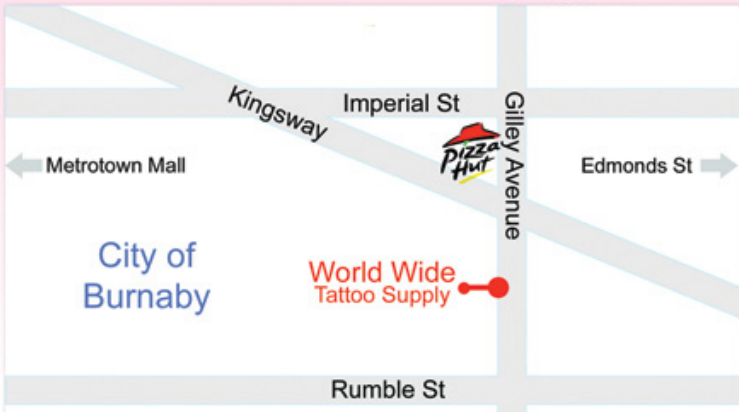 Imperial St
Kingsway
Gilley Avenue
Pizza
Hut
Metrotown Mall
Edmonds St
City of
Burnaby
World Wide
Tattoo Supply
Rumble St